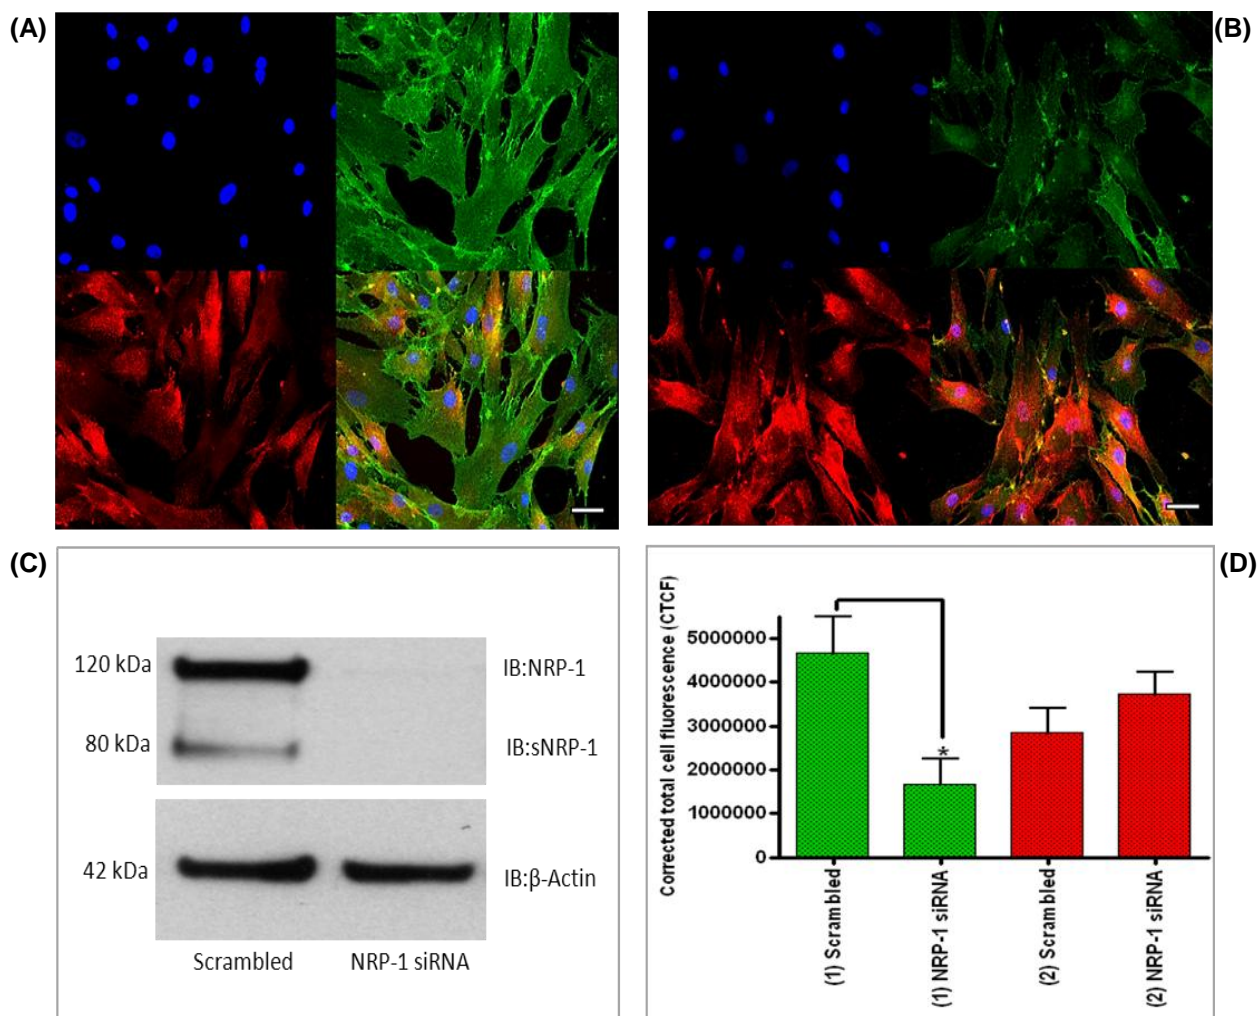 (A)
(B)
(C)
120 kDa
IB:NRP-1
80 kDa
IB:sNRP-1
42 kDa
IB:β-Actin
Scrambled
NRP-1 siRNA
(D)
Corrected total cell fluorescence (CTCF)
5000000
4000000
3000000
2000000
1000000
0
*
(1) Scrambled
(1) NRP-1 siRNA
(2) Scrambled
(2) NRP-1 siRNA